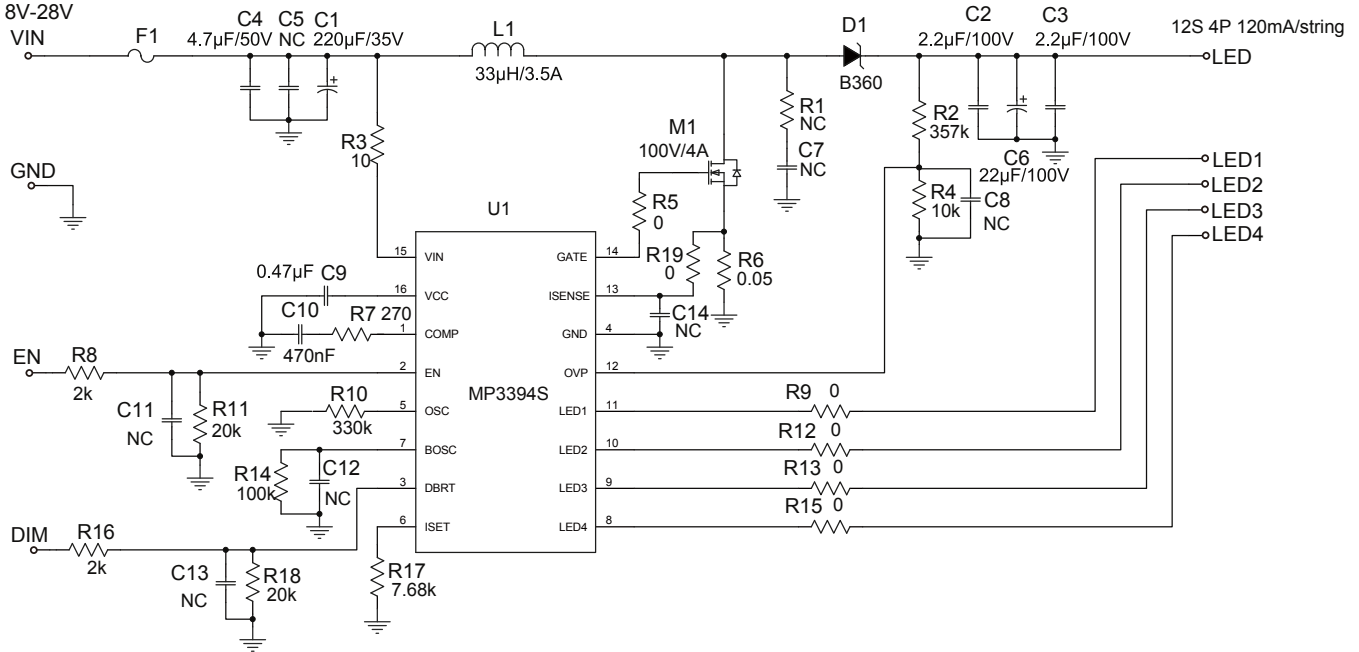 8V-28V
VIN
F1
C4
4.7µF/50V
C5
NC
C1
220µF/35V
L1
33µH/3.5A
D1
B360
C2
2.2µF/100V
C3
2.2µF/100V
12S 4P 120mA/string
LED
R3
10
M1
100V/4A
R1
NC
C7
NC
R2
357k
C6
22µF/100V
GND
LED1
LED2
LED3
LED4
R4
10k
C8
NC
U1
R5
0
R19
0
R6
0.05
15
VIN
GATE
14
0.47µF
C9
16
VCC
ISENSE
13
C10
470nF
R7
270
1
COMP
GND
4
C14
NC
EN
R8
2k
2
EN
OVP
12
MP3394S
C11
NC
R11
20k
R10
330k
5
OSC
LED1
11
R9
0
R14
100k
C12
NC
7
BOSC
LED2
10
R12
0
3
DBRT
LED3
9
R13
0
6
ISET
LED4
8
R15
0
DIM
R16
2k
C13
NC
R18
20k
R17
7.68k